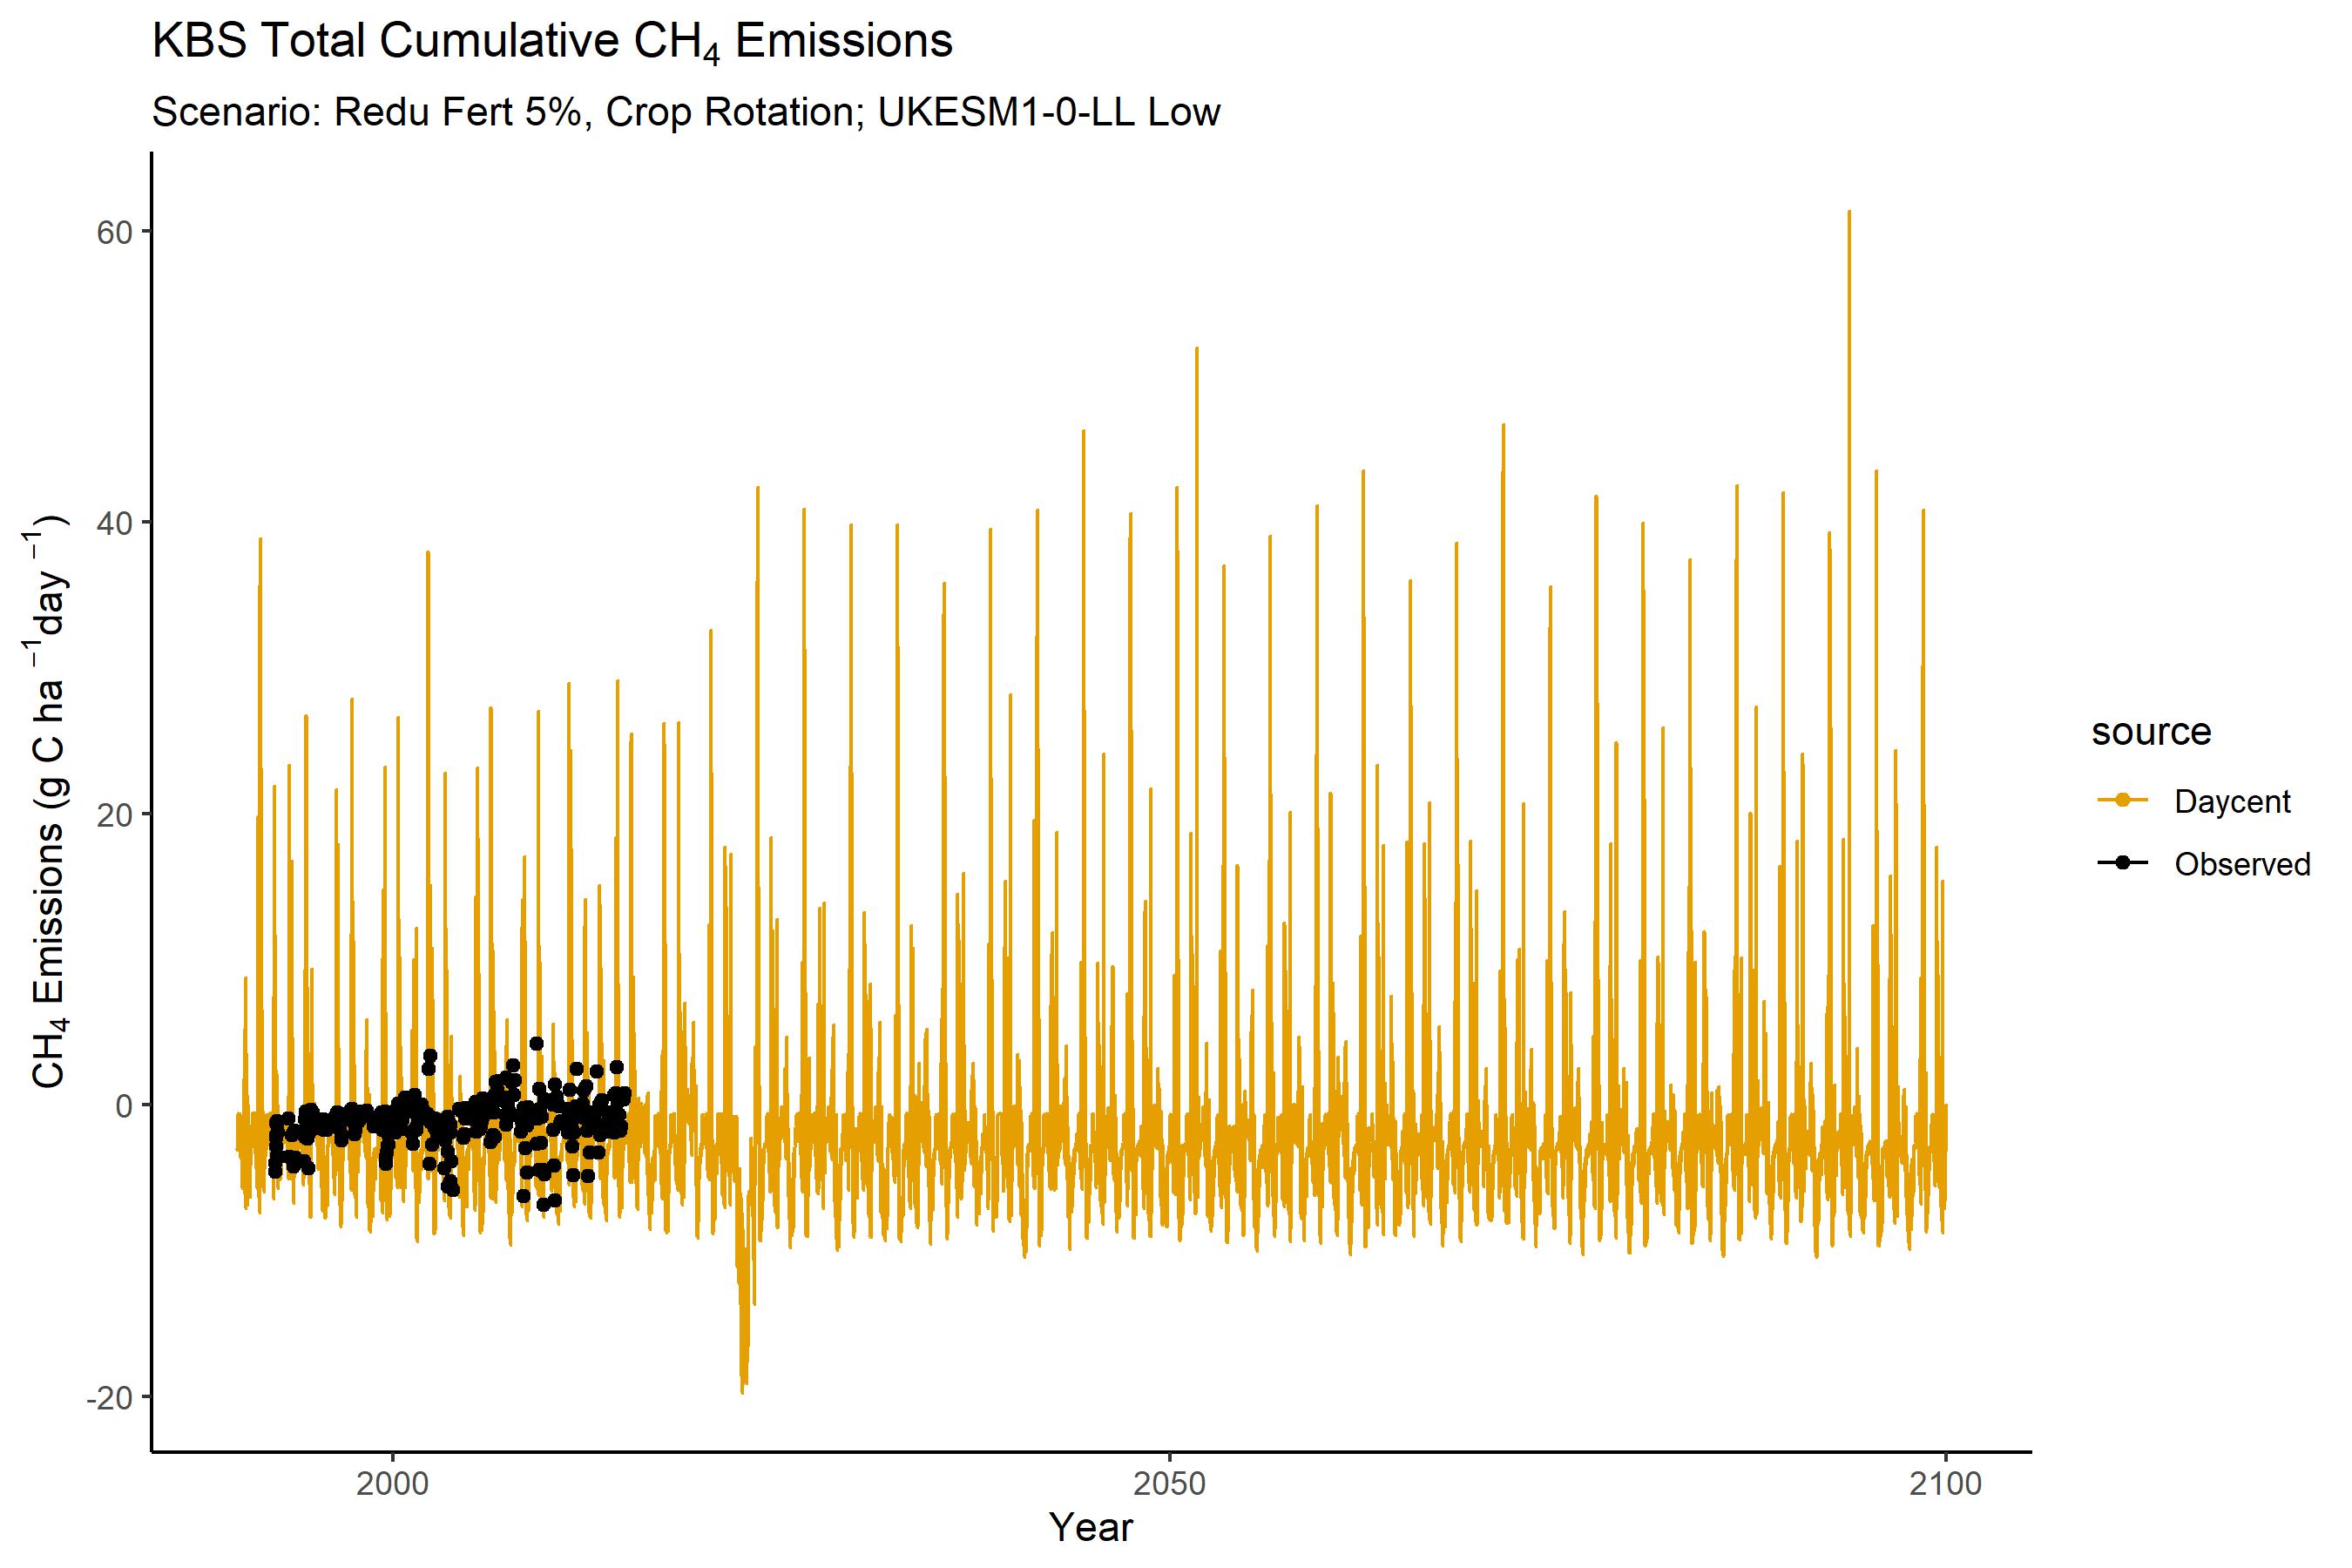 KBS Total Cumulative CH₄ Emissions
Scenario: Redu Fert 5%, Crop Rotation; UKESM1-0-LL Low
CH₄ Emissions (g C ha ⁻¹day ⁻¹)
60
40
20
0
-20
2000
2050
2100
Year
source
Daycent
Observed